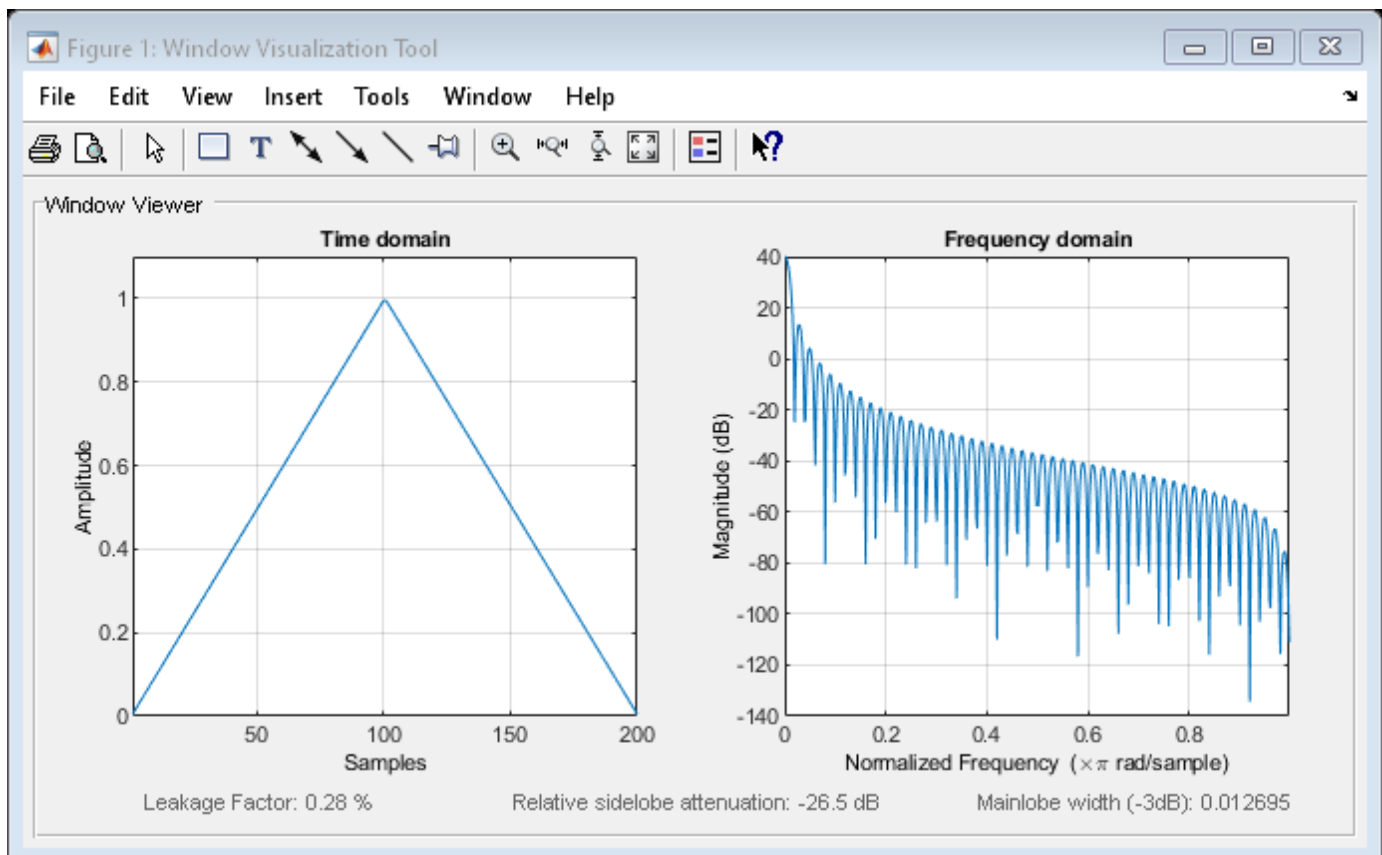 Figure 1: Window Visualization Tool
File Edit View Insert Tools Window Help
T
?
Window Viewer
Time domain
1
0.8
0.6
0.4
0.2
0
Amplitude
50 100 150 200
Samples
Frequency domain
40
20
0
-20
-40
-60
-80
-100
-120
-140
Magnitude (dB)
0 0.2 0.4 0.6 0.8
Normalized Frequency (×π rad/sample)
Leakage Factor: 0.28 %
Relative sidelobe attenuation: -26.5 dB
Mainlobe width (-3dB): 0.012695